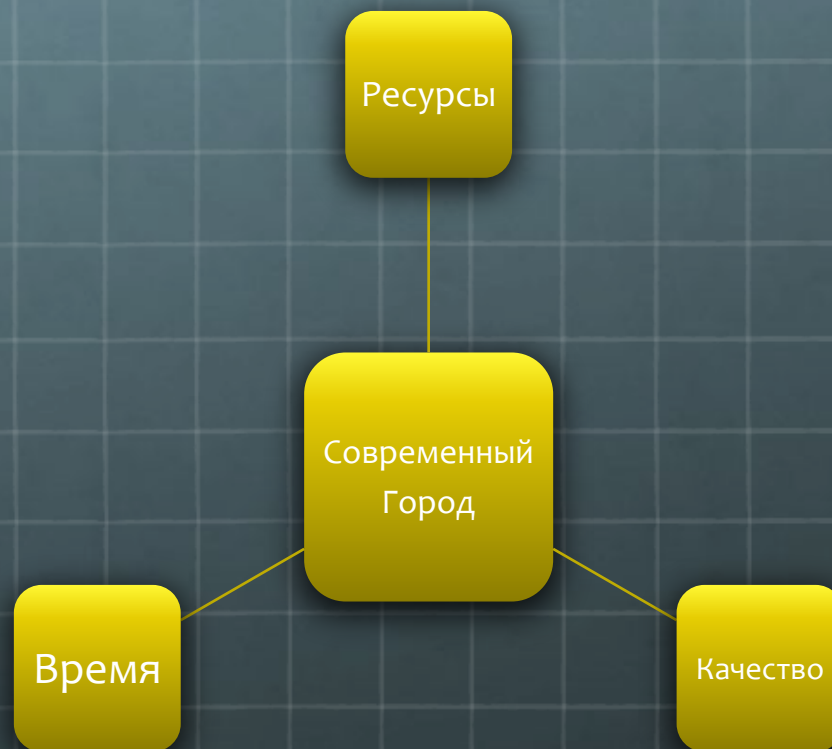 Ресурсы
Современный
Город
Время
Качество